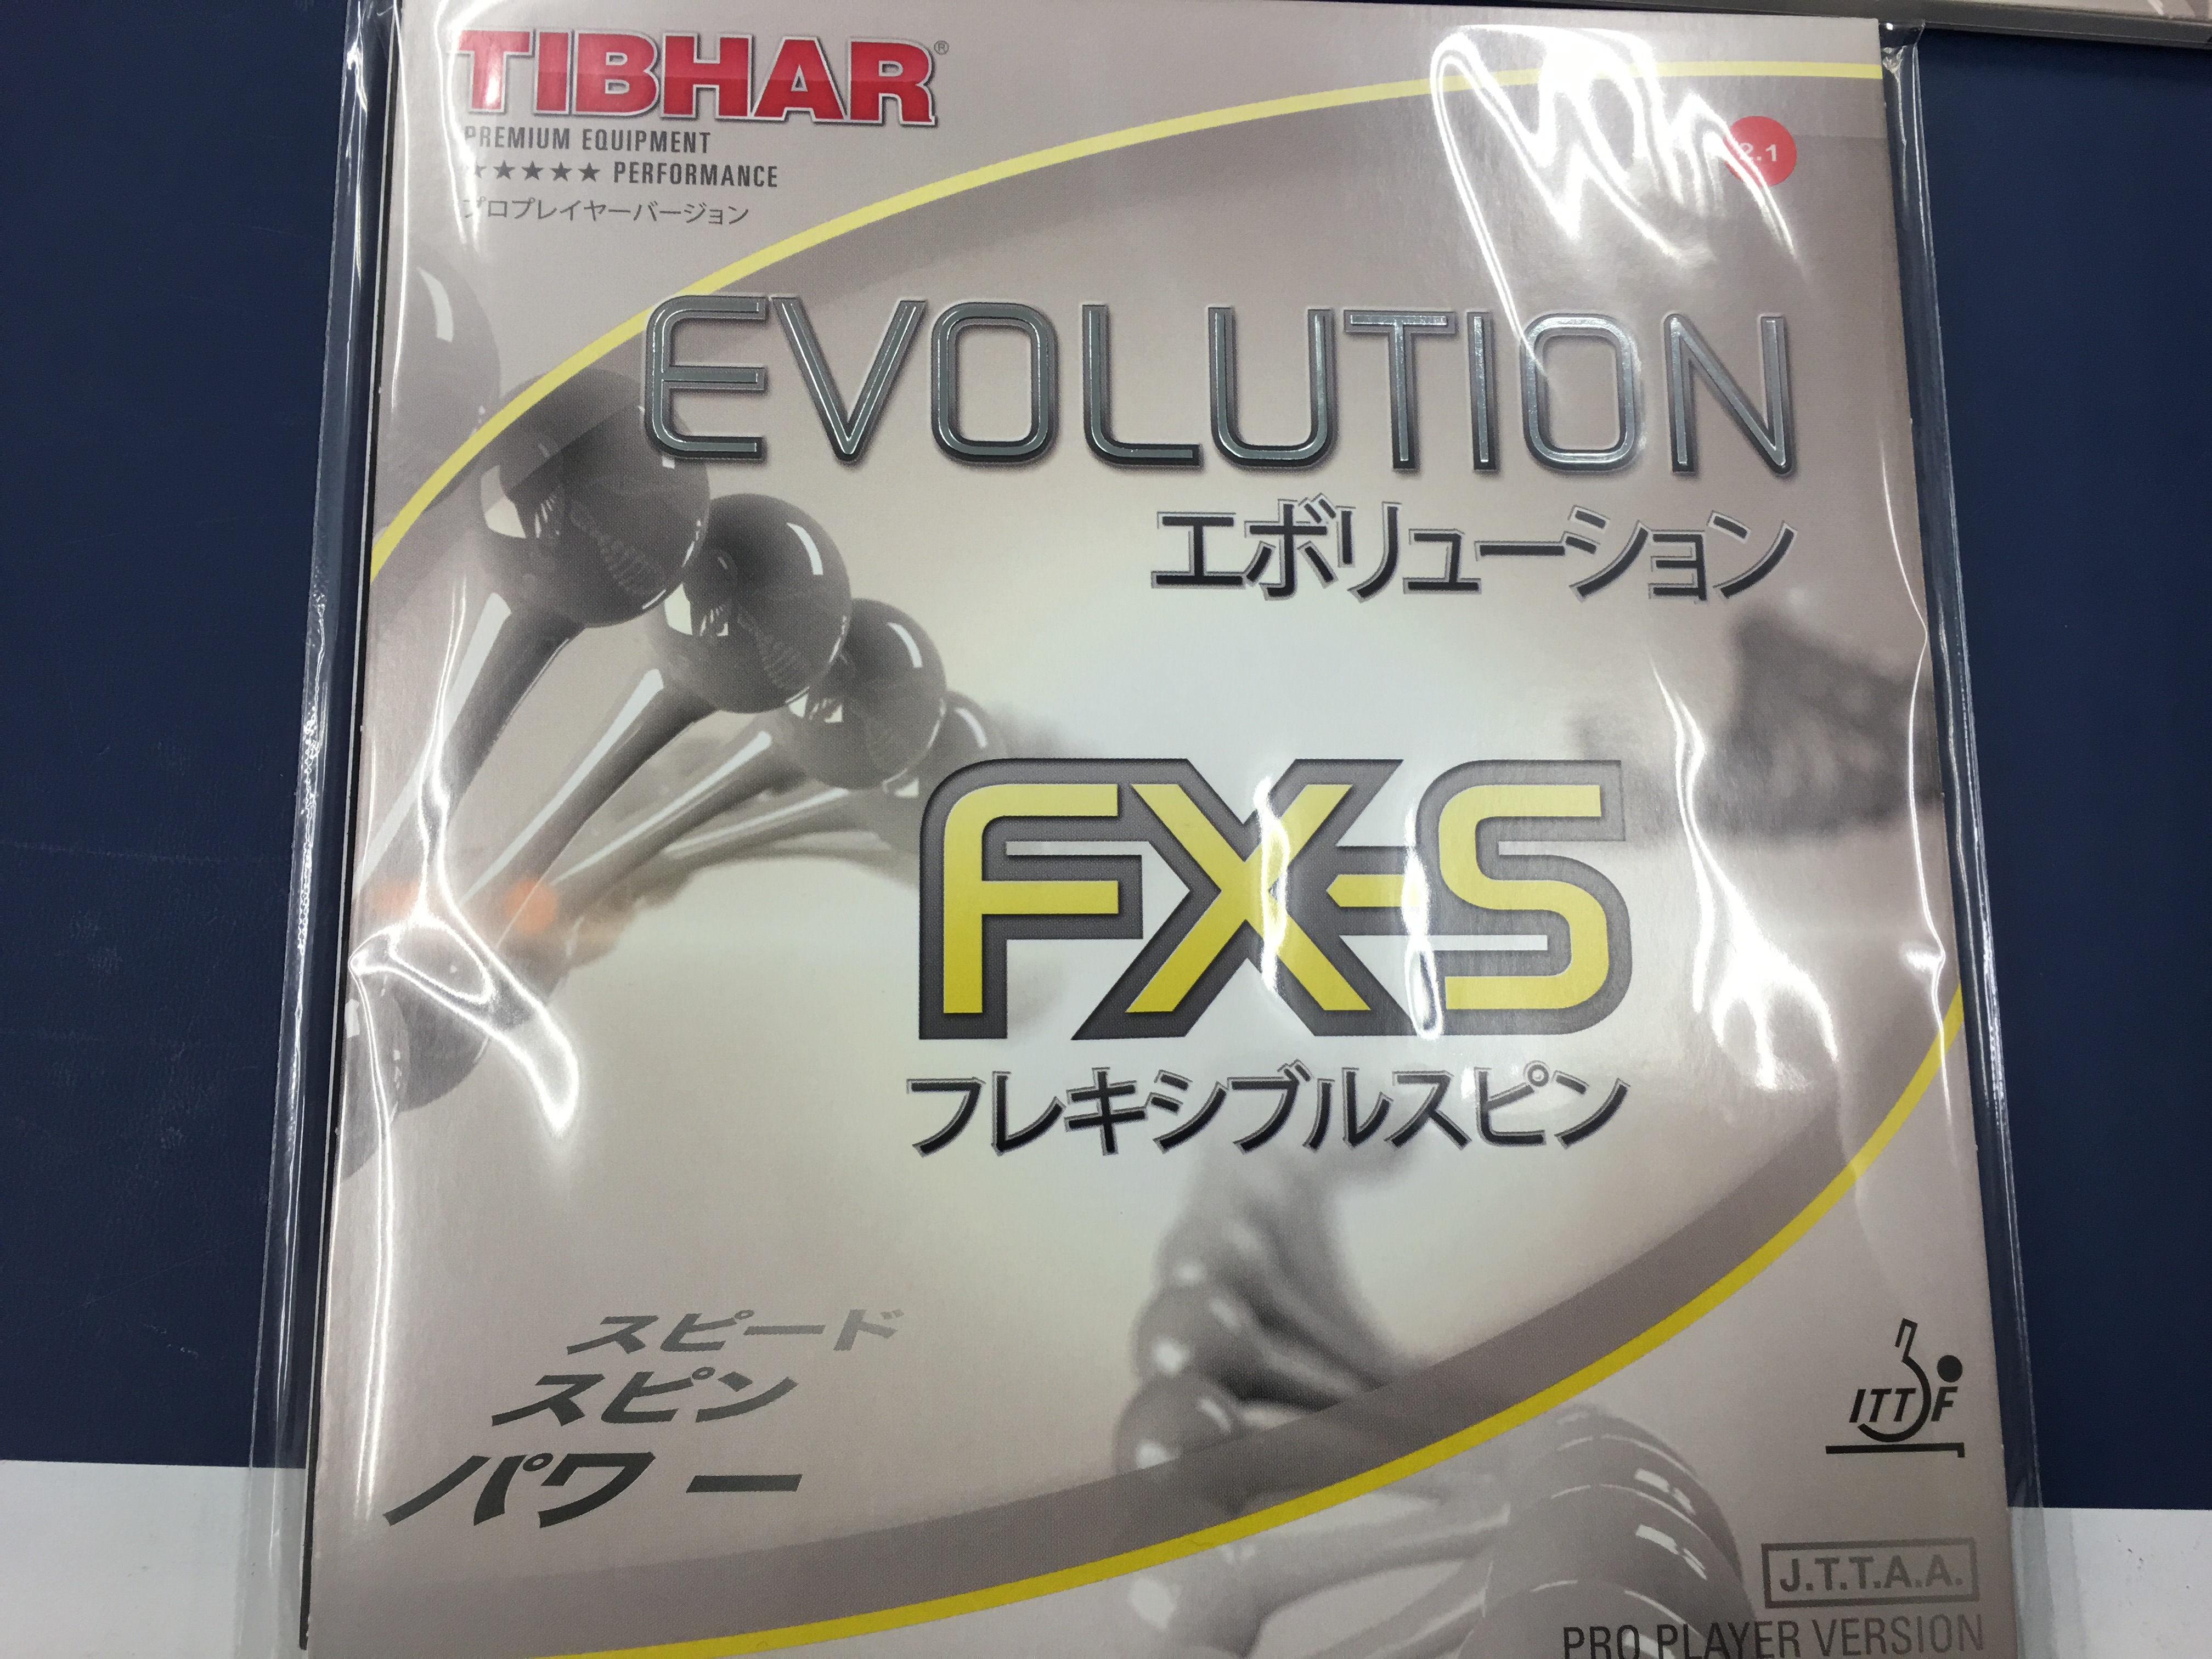 TIBHAR®
PREMIUM EQUIPMENT
★★★★★ PERFORMANCE
プロプレイヤーバージョン
2.1
EVOLUTION
エボリューション
FX-S
フレキシブルスピン
スピード
スピン
パワー
ITTF
J.T.T.A.A.
PRO PLAYER VERSION